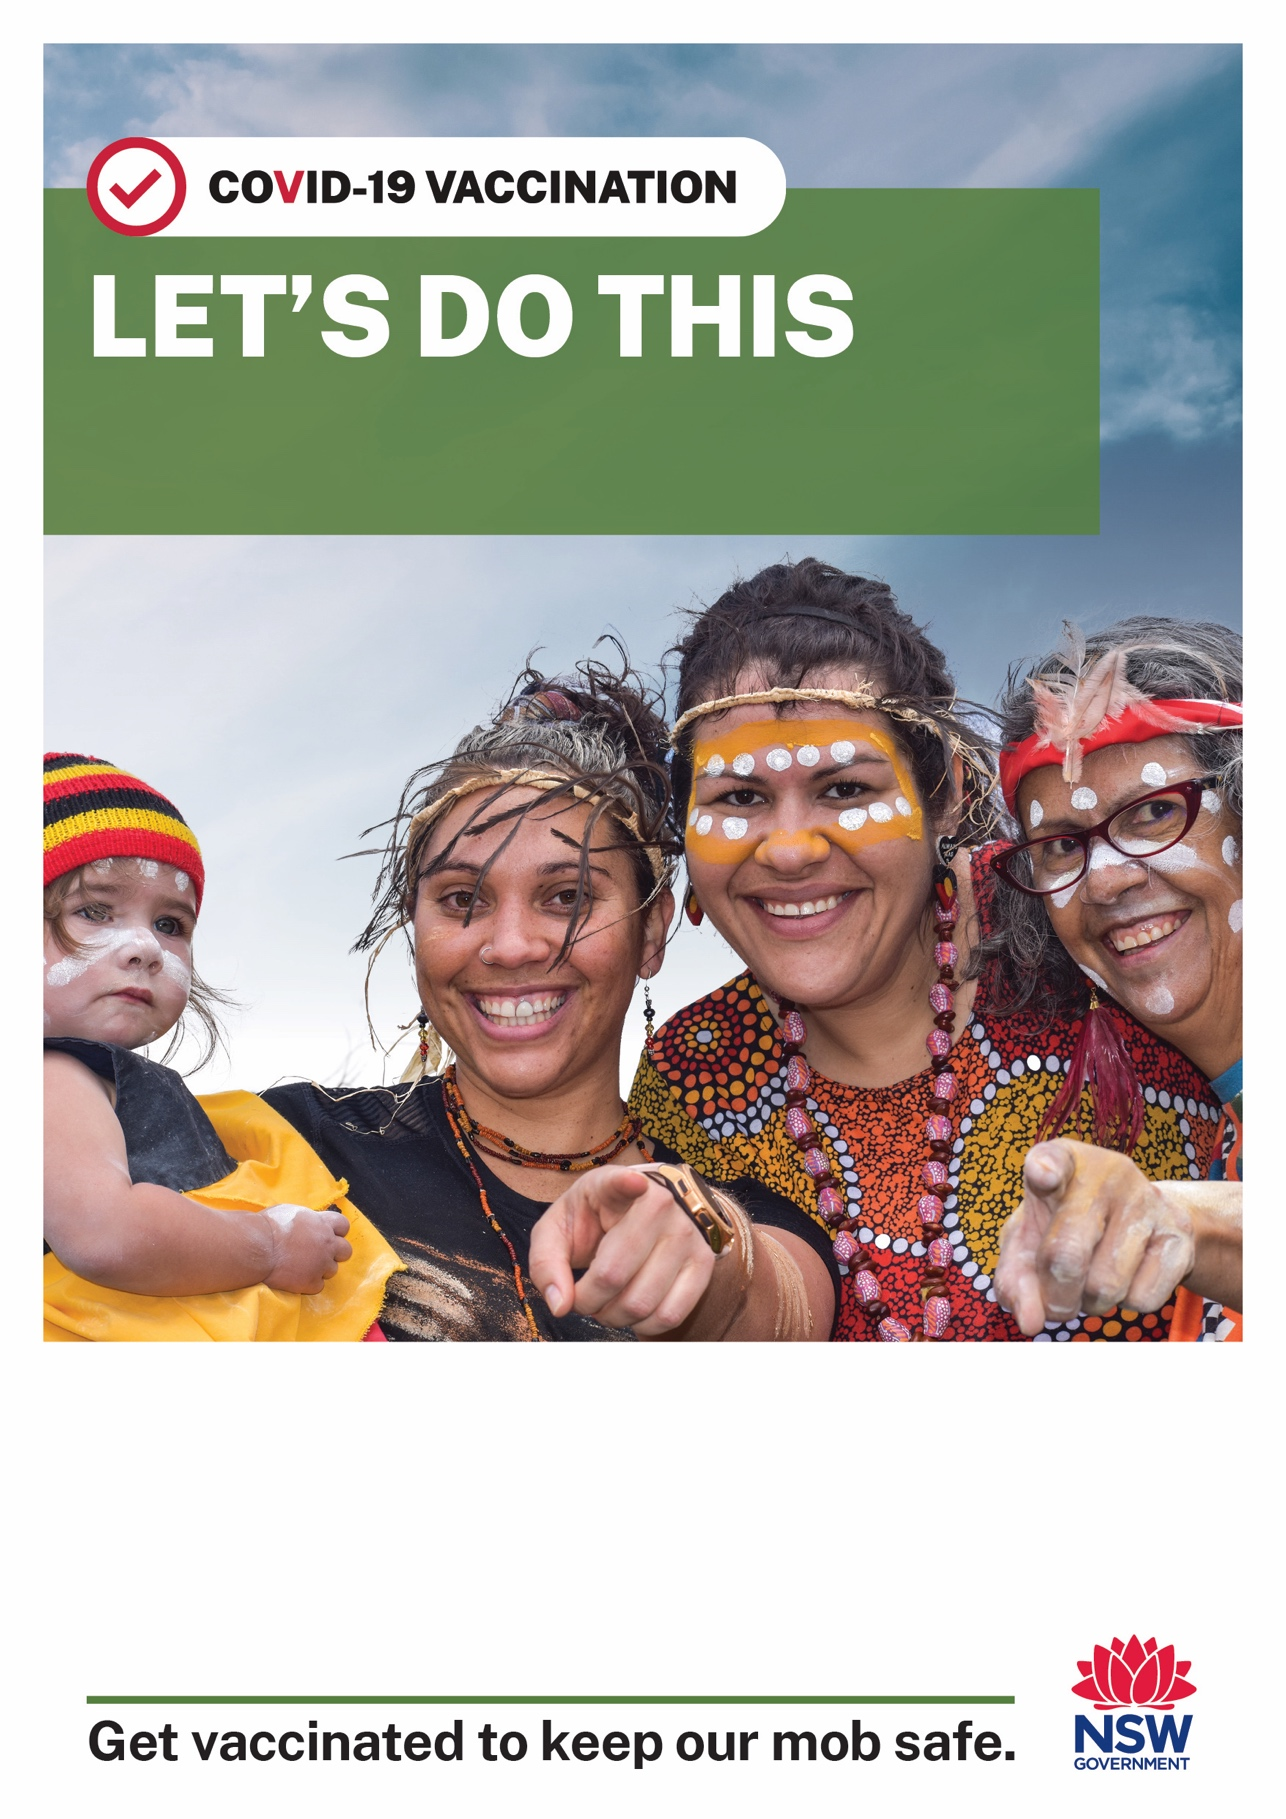 COVID-19 VACCINATION
LET’S DO THIS
Get vaccinated to keep our mob safe.
NSW
GOVERNMENT